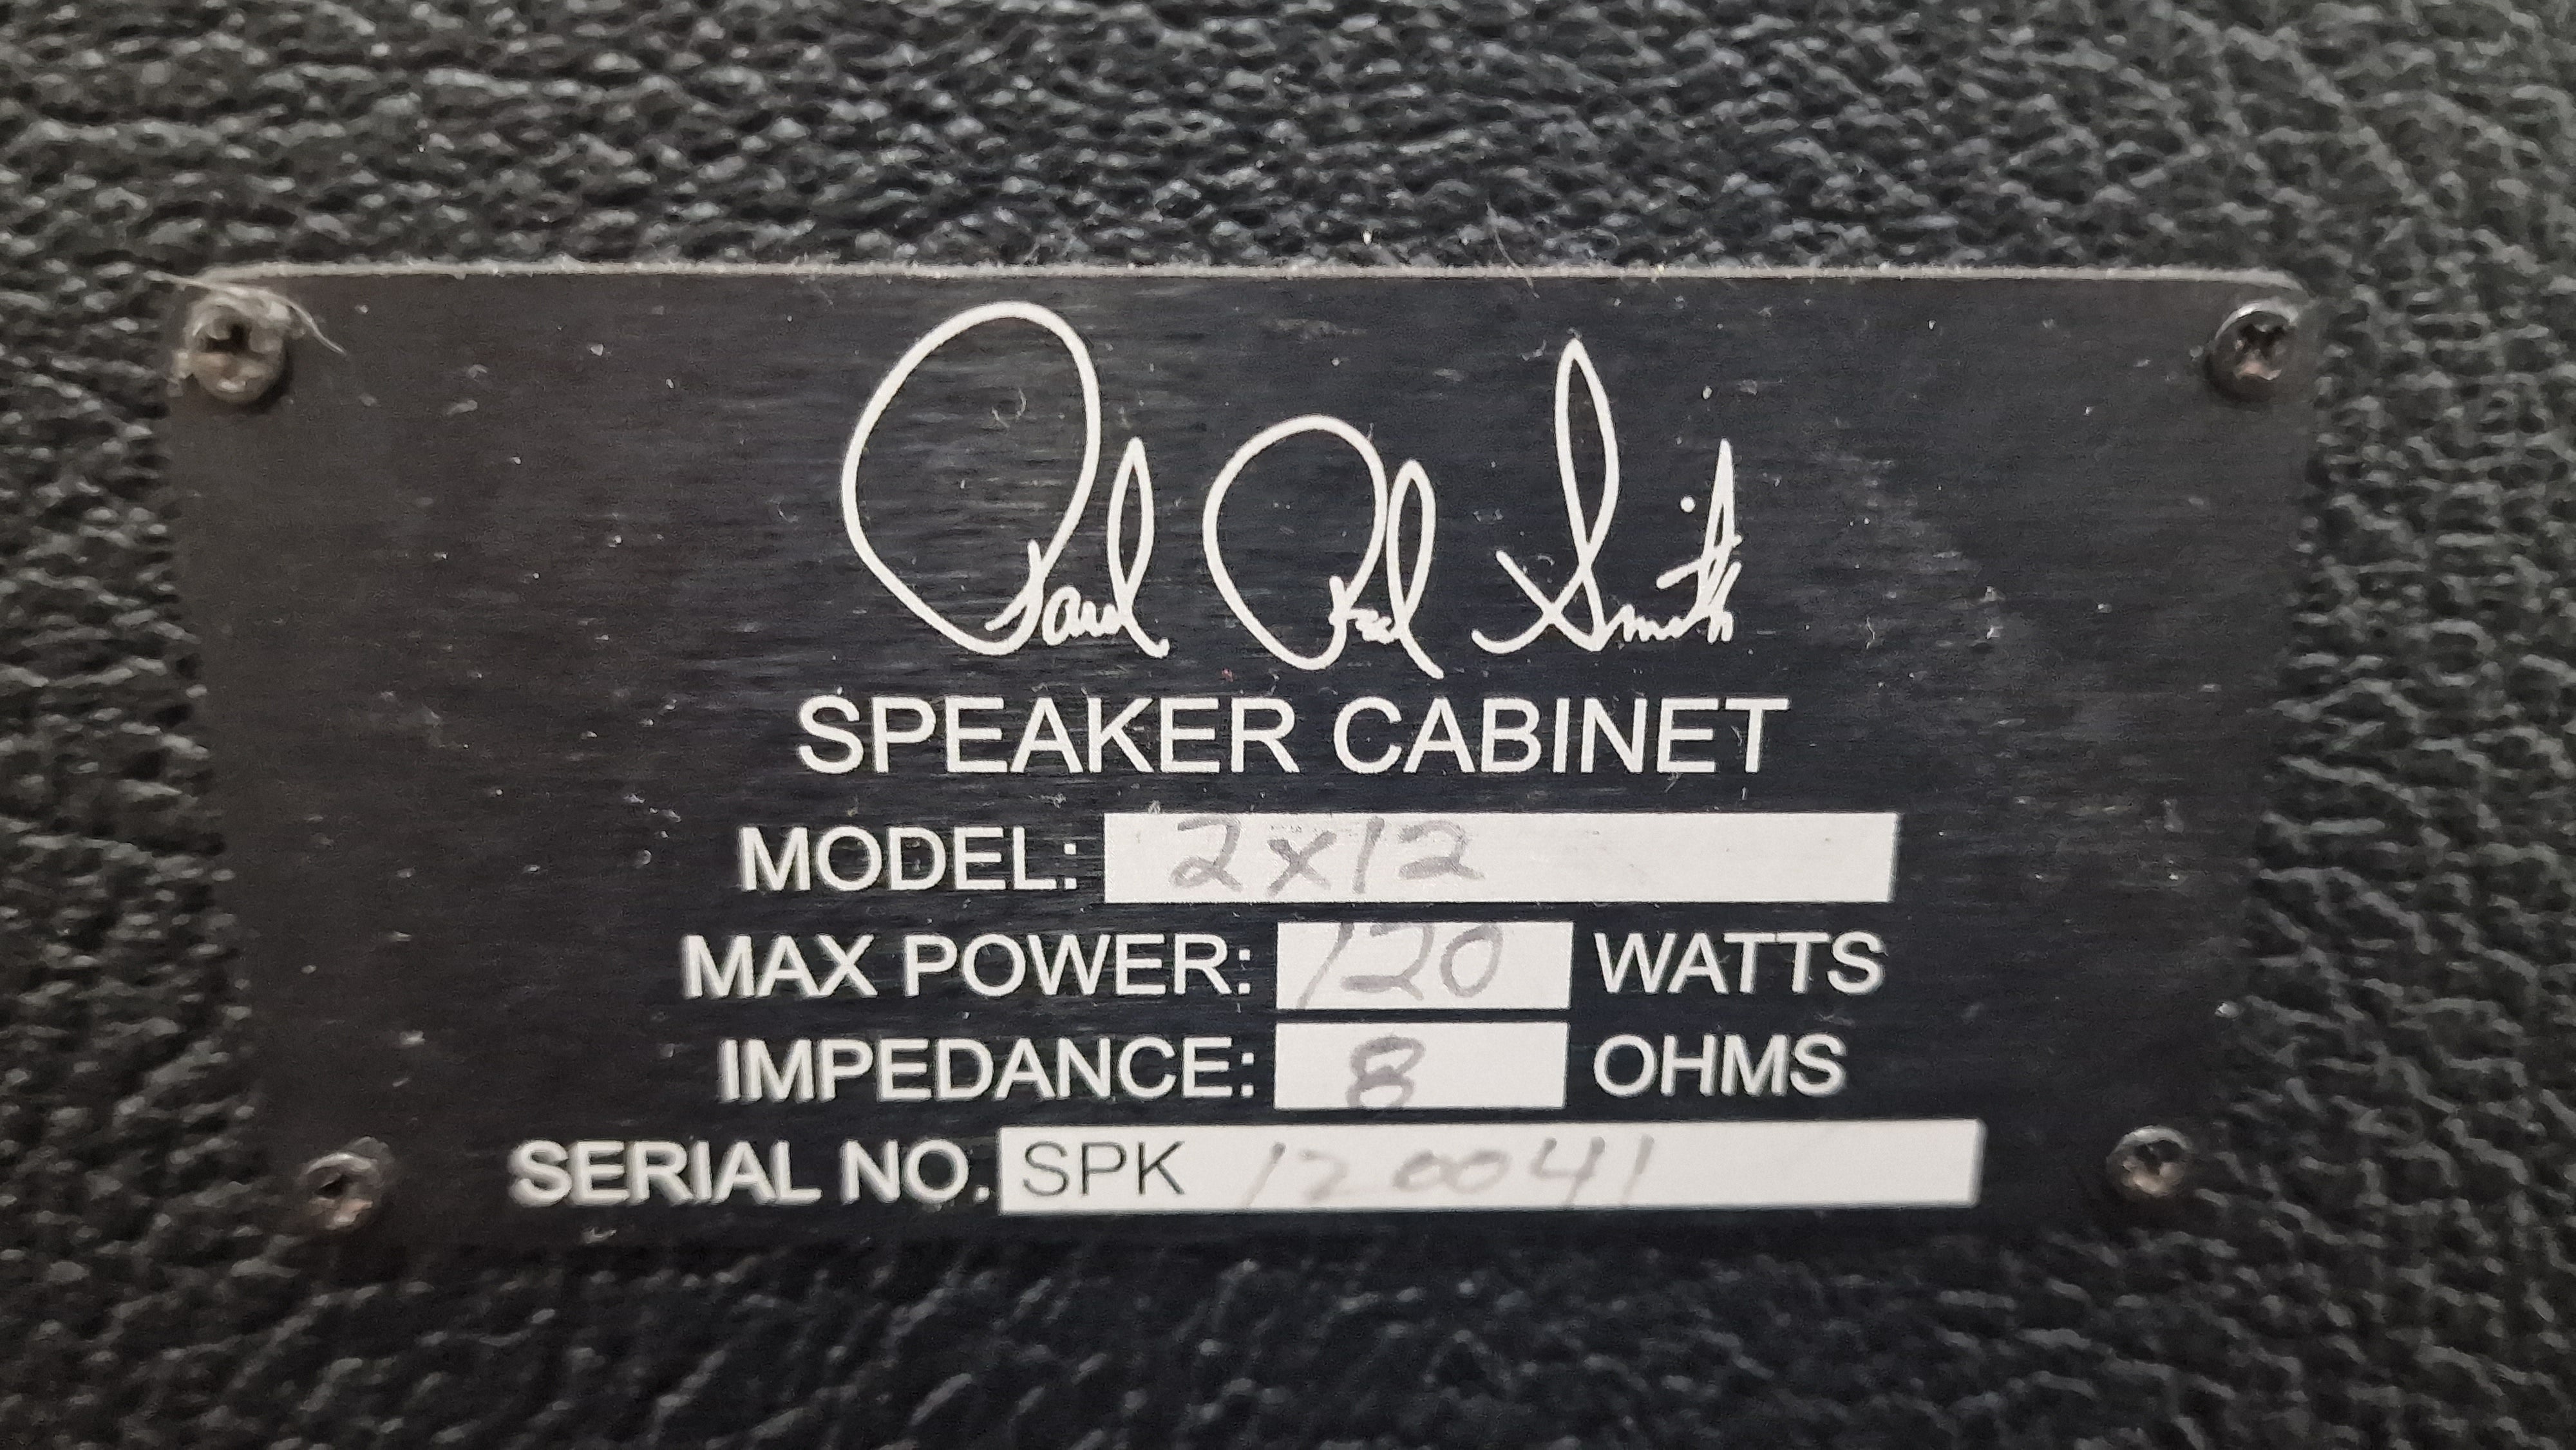 Paul Reed Smith
SPEAKER CABINET
MODEL: 2x12
MAX POWER: 120 WATTS
IMPEDANCE: 8 OHMS
SERIAL NO. SPK 120041